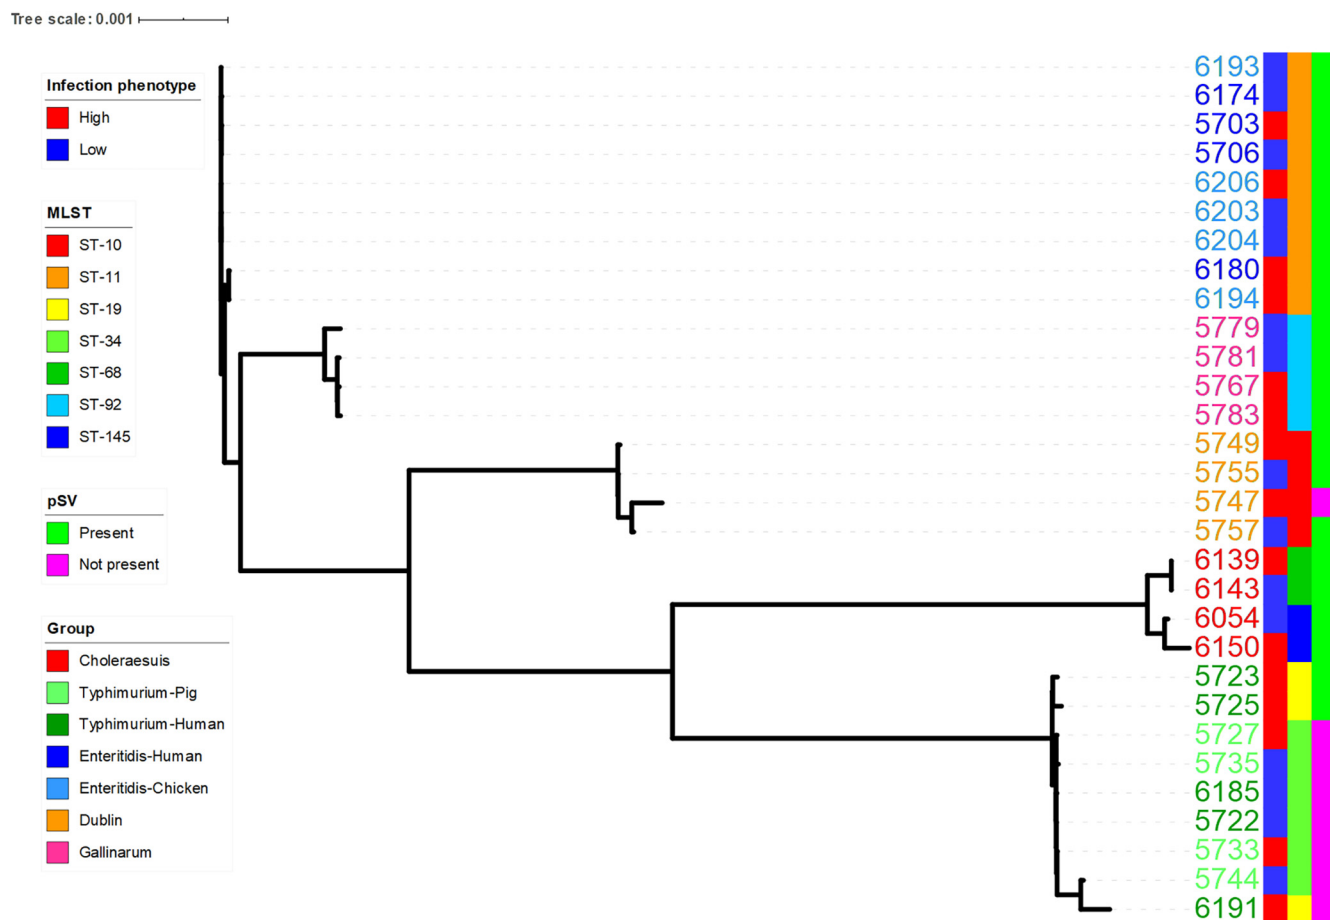 Tree scale: 0.001
Infection phenotype
High
Low
MLST
ST-10
ST-11
ST-19
ST-34
ST-68
ST-92
ST-145
pSV
Present
Not present
Group
Choleraesuis
Typhimurium-Pig
Typhimurium-Human
Enteritidis-Human
Enteritidis-Chicken
Dublin
Gallinarum
6193
6174
5703
5706
6206
6203
6204
6180
6194
5779
5781
5767
5783
5749
5755
5747
5757
6139
6143
6054
6150
5723
5725
5727
5735
6185
5722
5733
5744
6191